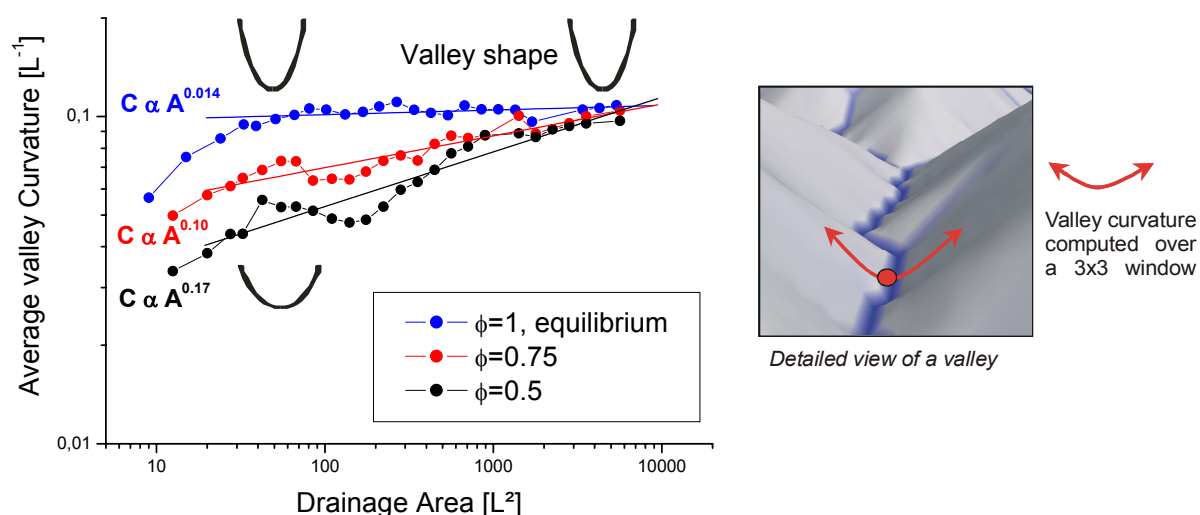 Average valley Curvature [L⁻¹]
0,1
0,01
10
100
1000
10000
Drainage Area [L²]
Valley shape
C α A^0.014
C α A^0.10
C α A^0.17
ϕ=1, equilibrium
ϕ=0.75
ϕ=0.5
Detailed view of a valley
Valley curvature
computed over
a 3x3 window